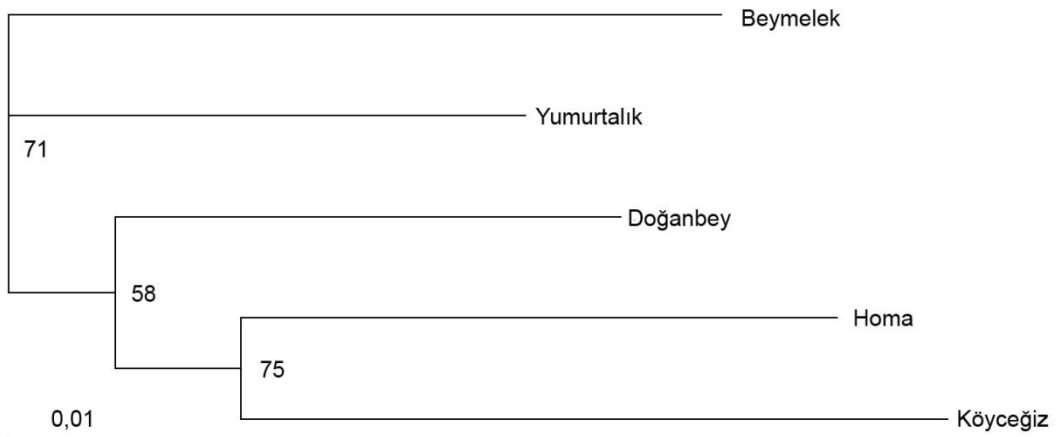 Beymelek
Yumurtalık
71
Doğanbey
58
Homa
75
0,01
Köyceğiz